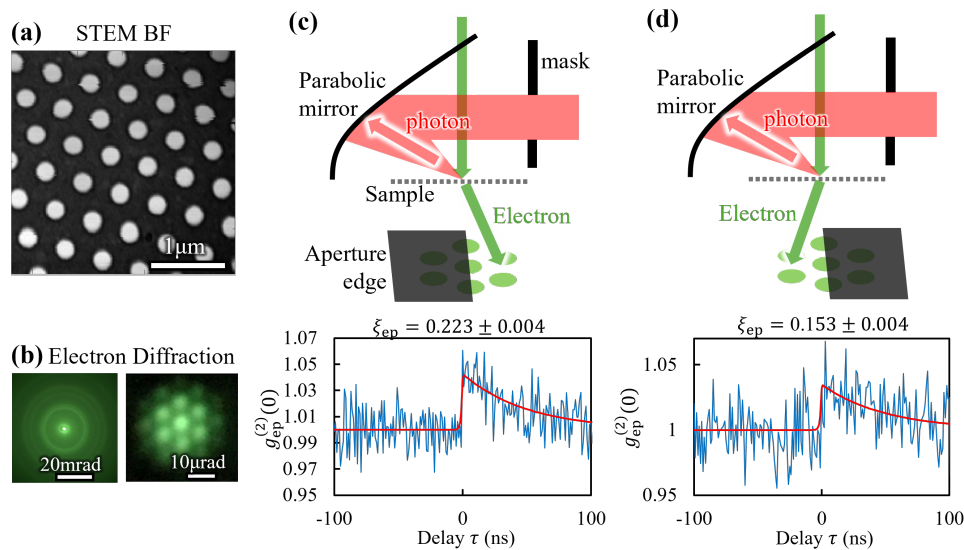 (a) STEM BF
1μm
(b) Electron Diffraction
20mrad
10μrad
(c)
Parabolic
mirror
mask
photon
Sample
Electron
Aperture
edge
ξep = 0.223 ± 0.004
g(2)ep(0)
1.07
1.05
1.03
1.01
0.99
0.97
0.95
-100 0 100
Delay τ (ns)
(d)
Parabolic
mirror
mask
photon
Electron
ξep = 0.153 ± 0.004
g(2)ep(0)
1.05
1
0.95
-100 0 100
Delay τ (ns)